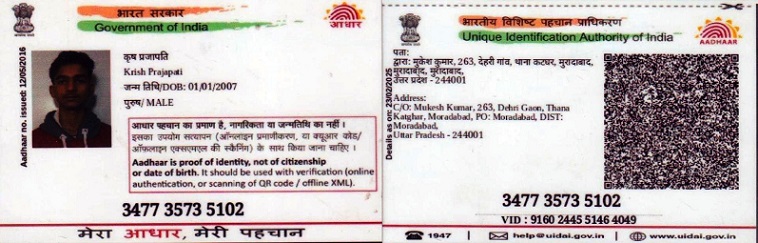 भारत सरकार
Government of India
आधार
Aadhaar no. issued: 12/05/2016
कृष प्रजापति
Krish Prajapati
जन्म तिथि/DOB: 01/01/2007
पुरुष/ MALE
आधार पहचान का प्रमाण है, नागरिकता या जन्मतिथि का नहीं ।
इसका उपयोग सत्यापन (ऑनलाइन प्रमाणीकरण, या क्यूआर कोड/
ऑफलाइन एक्सएमएल की स्कैनिंग) के साथ किया जाना चाहिए ।
Aadhaar is proof of identity, not of citizenship
or date of birth. It should be used with verification (online
authentication, or scanning of QR code / offline XML).
3477 3573 5102
मेरा आधार, मेरी पहचान
भारतीय विशिष्ट पहचान प्राधिकरण
Unique Identification Authority of India
AADHAAR
Details as on: 23/02/2025
पता:
द्वारा: मुकेश कुमार, 263, देहरी गांव, थाना कटघर, मुरादाबाद,
मुरादाबाद, मुरादाबाद,
उत्तर प्रदेश - 244001
Address:
C/O: Mukesh Kumar, 263, Dehri Gaon, Thana
Katghar, Moradabad, PO: Moradabad, DIST:
Moradabad,
Uttar Pradesh - 244001
3477 3573 5102
VID : 9160 2445 5146 4049
1947 | help@uidai.gov.in | www.uidai.gov.in